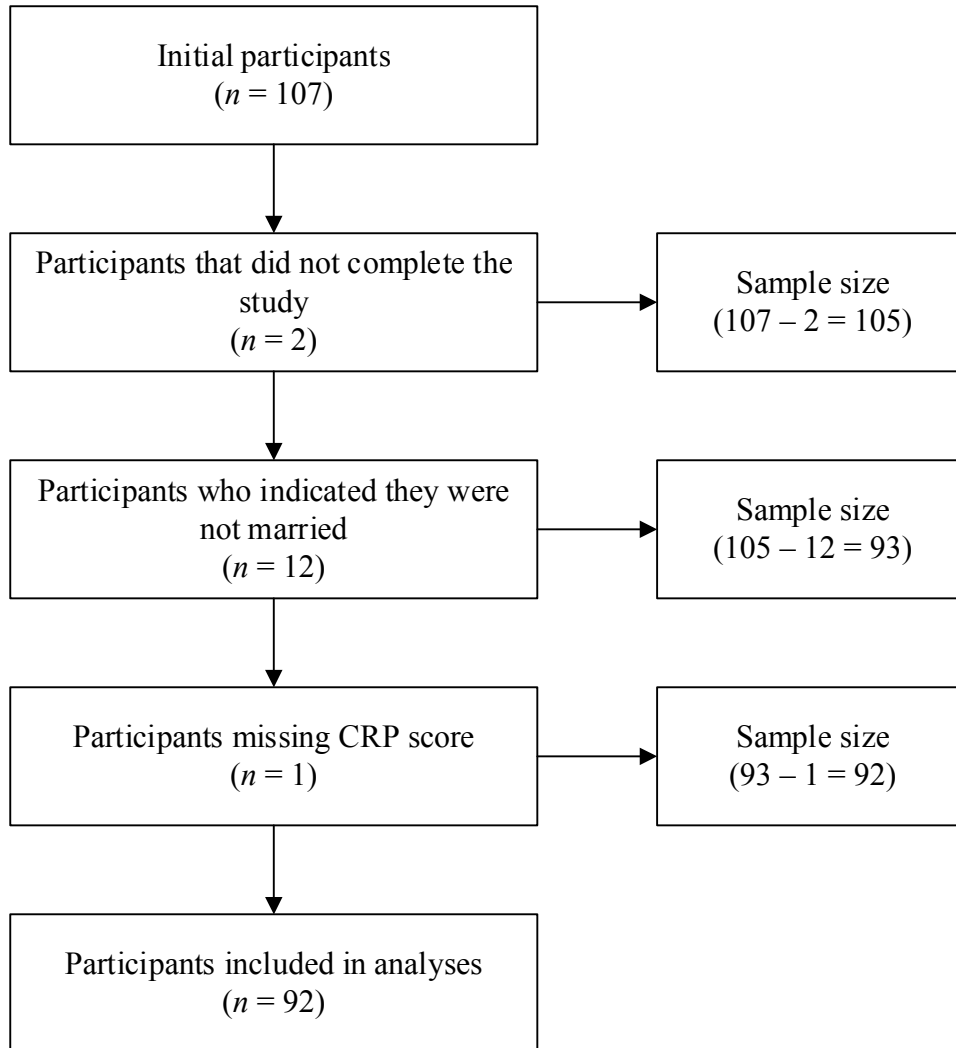 Initial participants
(n = 107)
Participants that did not complete the
study
(n = 2)
Sample size
(107 – 2 = 105)
Participants who indicated they were
not married
(n = 12)
Sample size
(105 – 12 = 93)
Participants missing CRP score
(n = 1)
Sample size
(93 – 1 = 92)
Participants included in analyses
(n = 92)